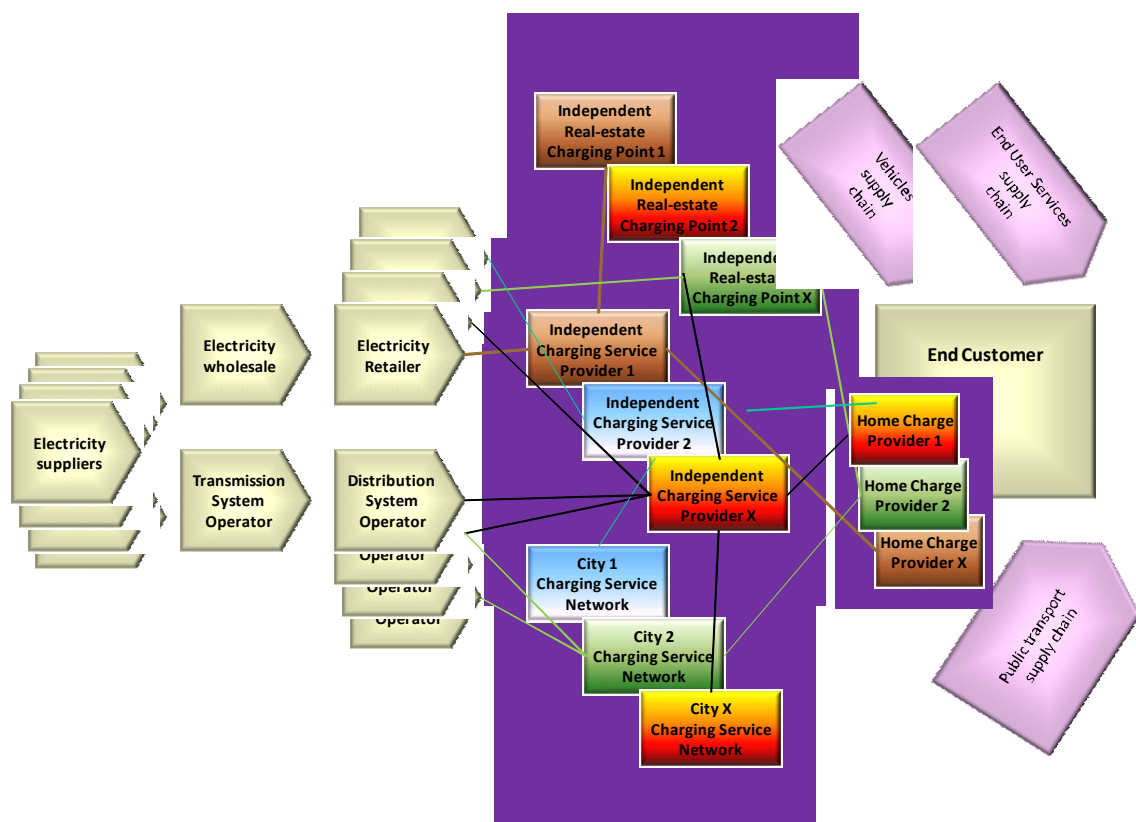 Independent
Real-estate
Charging Point 1
Independent
Real-estate
Charging Point 2
Independent
Real-estate
Charging Point X
Vehicles
supply
chain
End User Services
supply
chain
Electricity
wholesale
Electricity
Retailer
Independent
Charging Service
Provider 1
End Customer
Independent
Charging Service
Provider 2
Home Charge
Provider 1
Electricity
suppliers
Transmission
System
Operator
Distribution
System
Operator
Independent
Charging Service
Provider X
Home Charge
Provider 2
Home Charge
Provider X
Operator
Operator
Operator
City 1
Charging Service
Network
City 2
Charging Service
Network
City X
Charging Service
Network
Public transport
supply chain